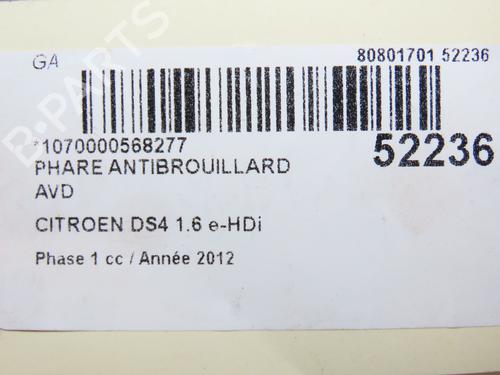 GA 80801701 52236
*1070000568277
52236
PHARE ANTIBROUILLARD
AVD
CITROEN DS4 1.6 e-HDi
Phase 1 cc / Année 2012
B-PARTS